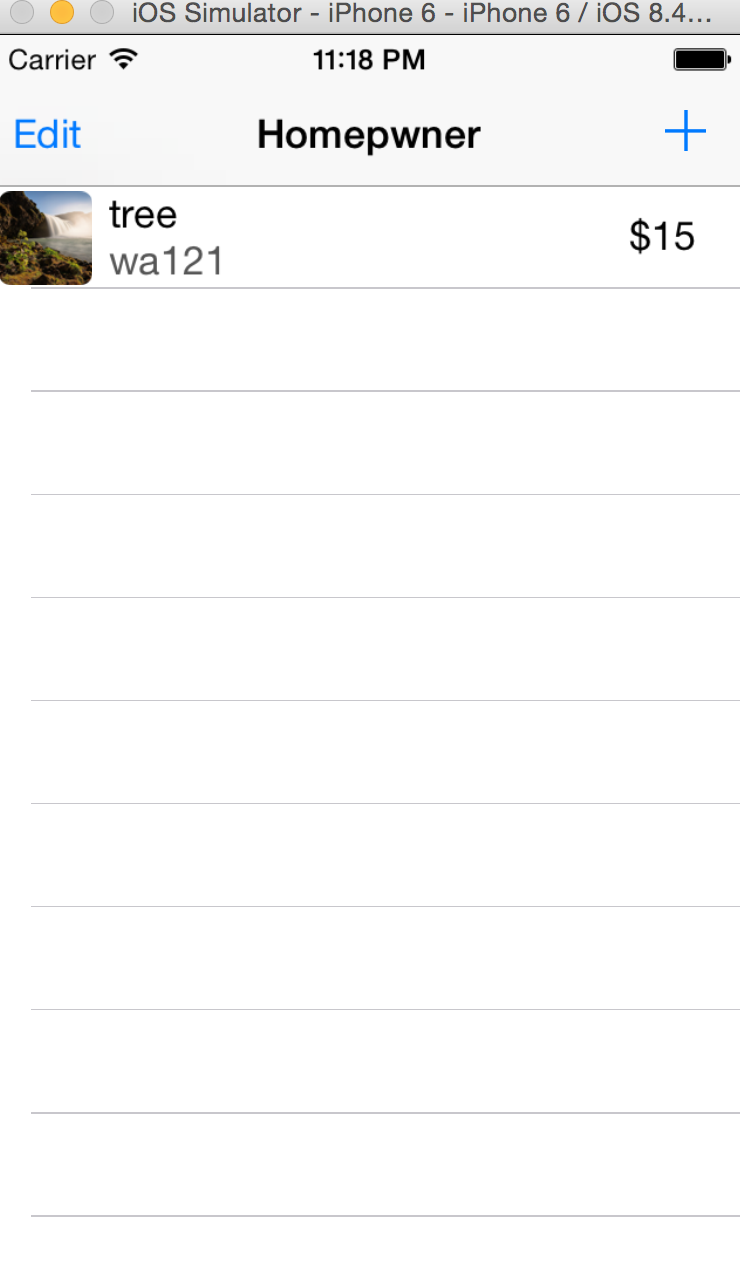 iOS Simulator - iPhone 6 - iPhone 6 / iOS 8.4...
Carrier 11:18 PM
Edit Homepwner +
tree
wa121
$15